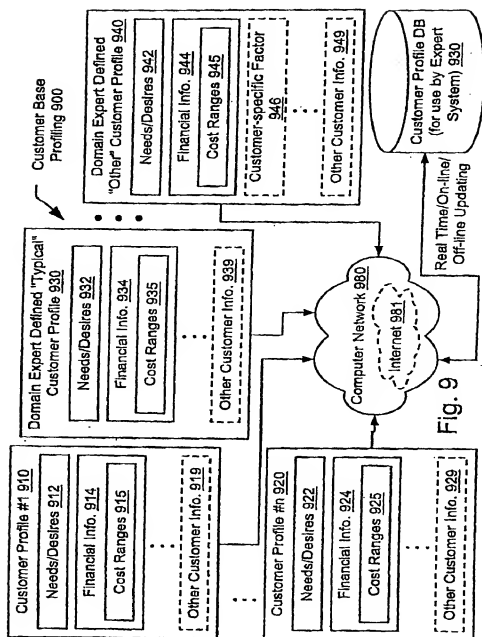 Customer Base
Profiling 900
Customer Profile #1 910
Needs/Desires 912
Financial Info. 914
Cost Ranges 915
Other Customer Info. 919
Domain Expert Defined "Typical"
Customer Profile 930
Needs/Desires 932
Financial Info. 934
Cost Ranges 935
Other Customer Info. 939
Domain Expert Defined
"Other" Customer Profile 940
Needs/Desires 942
Financial Info. 944
Cost Ranges 945
Customer-specific Factor
946
Other Customer Info. 949
Customer Profile #n 920
Needs/Desires 922
Financial Info. 924
Cost Ranges 925
Other Customer Info. 929
Computer Network 980
Internet 981
Real Time/On-line/
Off-line Updating
Customer Profile DB
(for use by Expert
System) 930
Fig. 9